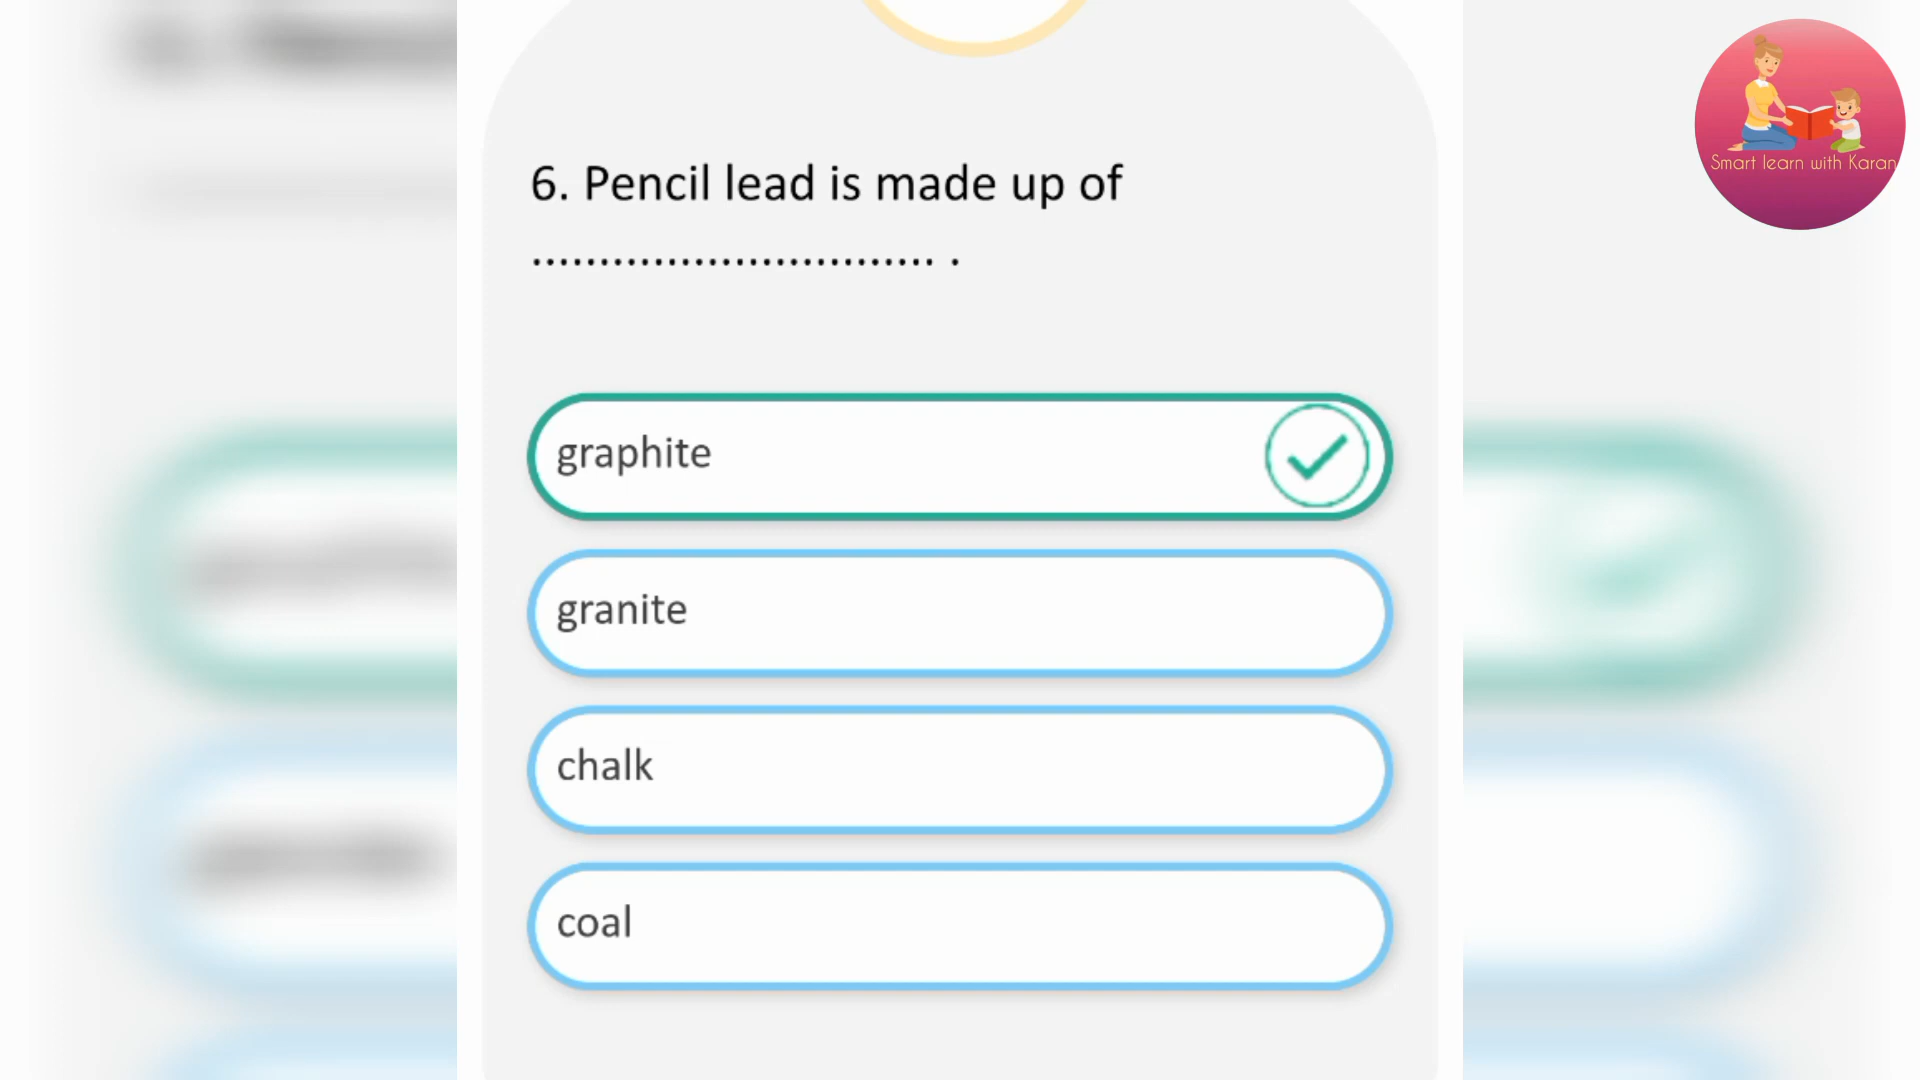 Smart learn with Karan
6. Pencil lead is made up of
.............................. .
graphite
granite
chalk
coal